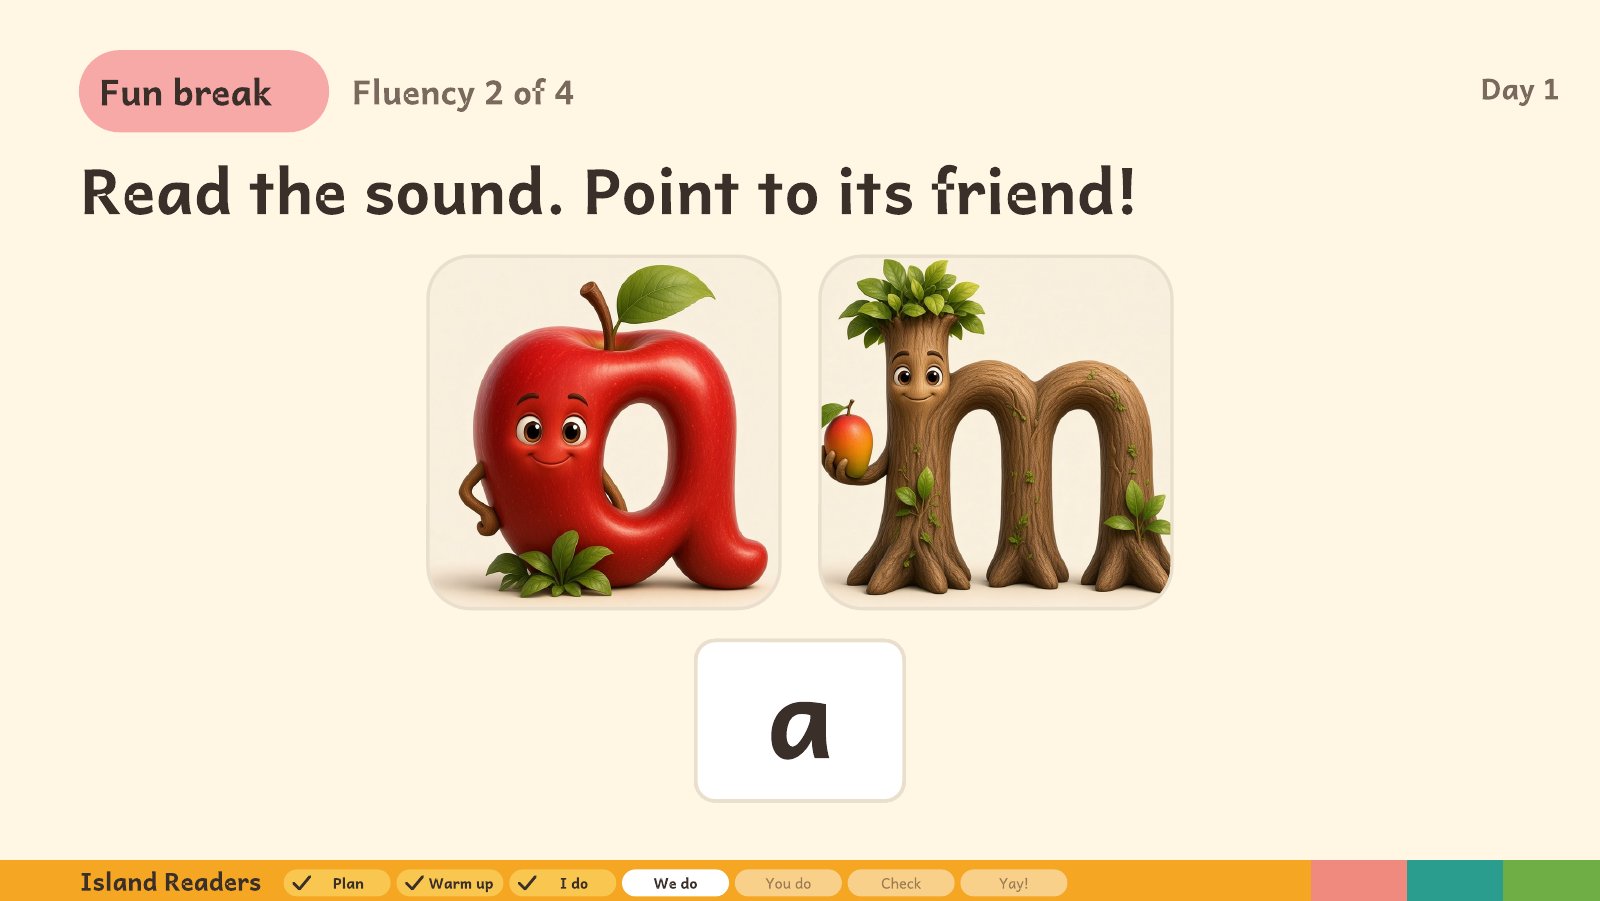 Fun break
Fluency 2 of 4
Day 1
Read the sound. Point to its friend!
a m
a
Island Readers
Plan
Warm up
I do
We do
You do
Check
Yay!